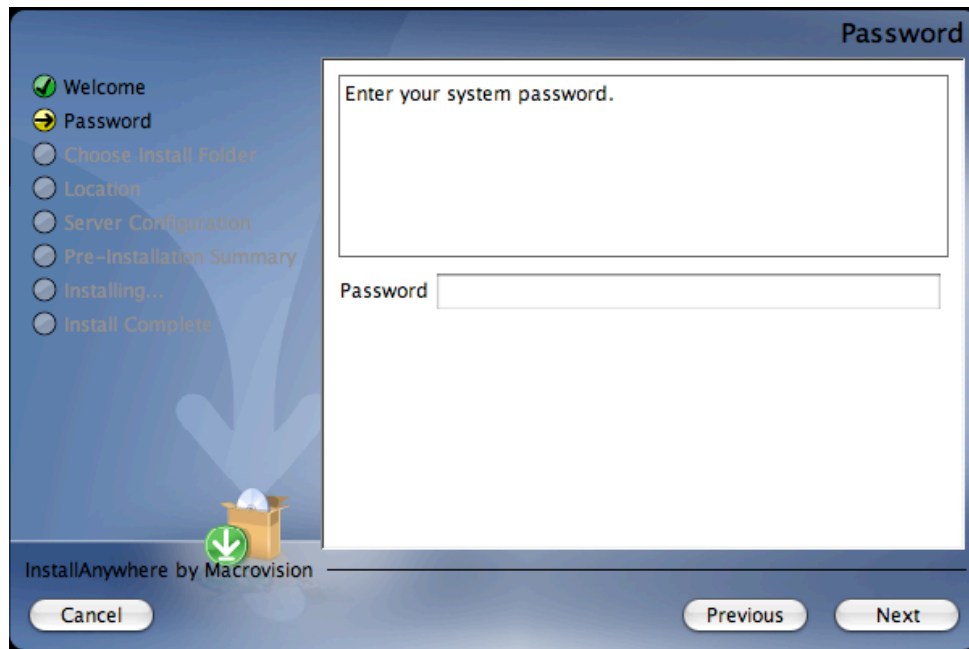 Password
Welcome
Password
Choose Install Folder
Location
Server Configuration
Pre-Installation Summary
Installing...
Install Complete
Enter your system password.
Password
InstallAnywhere by Macrovision
Cancel
Previous
Next